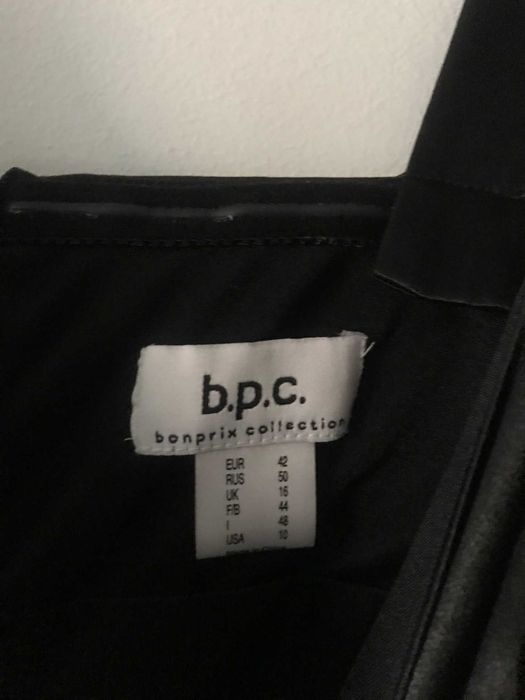 b.p.c.
bonprix collection
EUR 42
RUS 50
UK 16
F/B 44
I 48
USA 10